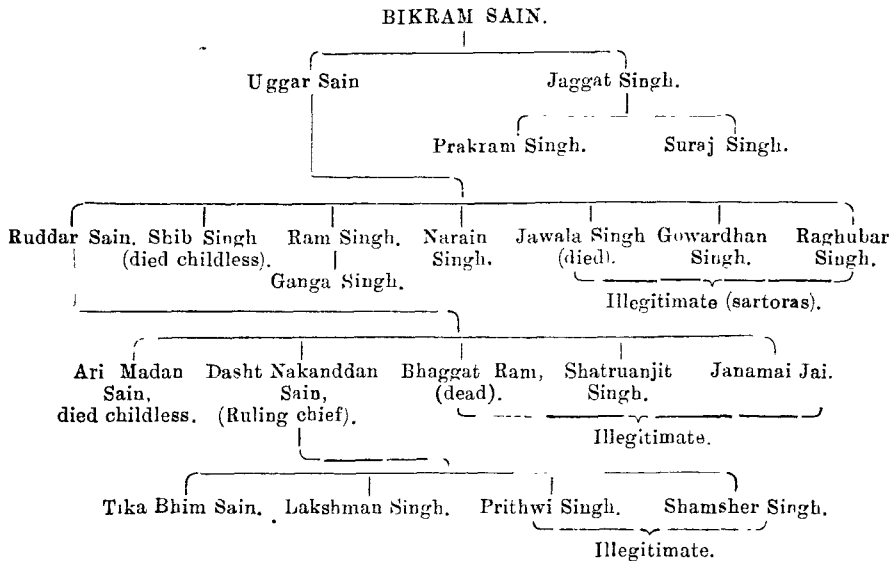 BIKRAM SAIN.
Uggar Sain Jaggat Singh.
Prakram Singh. Suraj Singh.
Ruddar Sain. Shib Singh Ram Singh. Narain Jawala Singh Gowardhan Raghubar
(died childless). Singh. (died). Singh. Singh.
Ganga Singh.
Illegitimate (sartoras).
Ari Madan Dasht Nakanddan Bhaggat Ram, Shatruanjit Janamai Jai.
Sain, Sain, (dead). Singh.
died childless. (Ruling chief).
Illegitimate.
Tika Bhim Sain. Lakshman Singh. Prithwi Singh. Shamsher Singh.
Illegitimate.